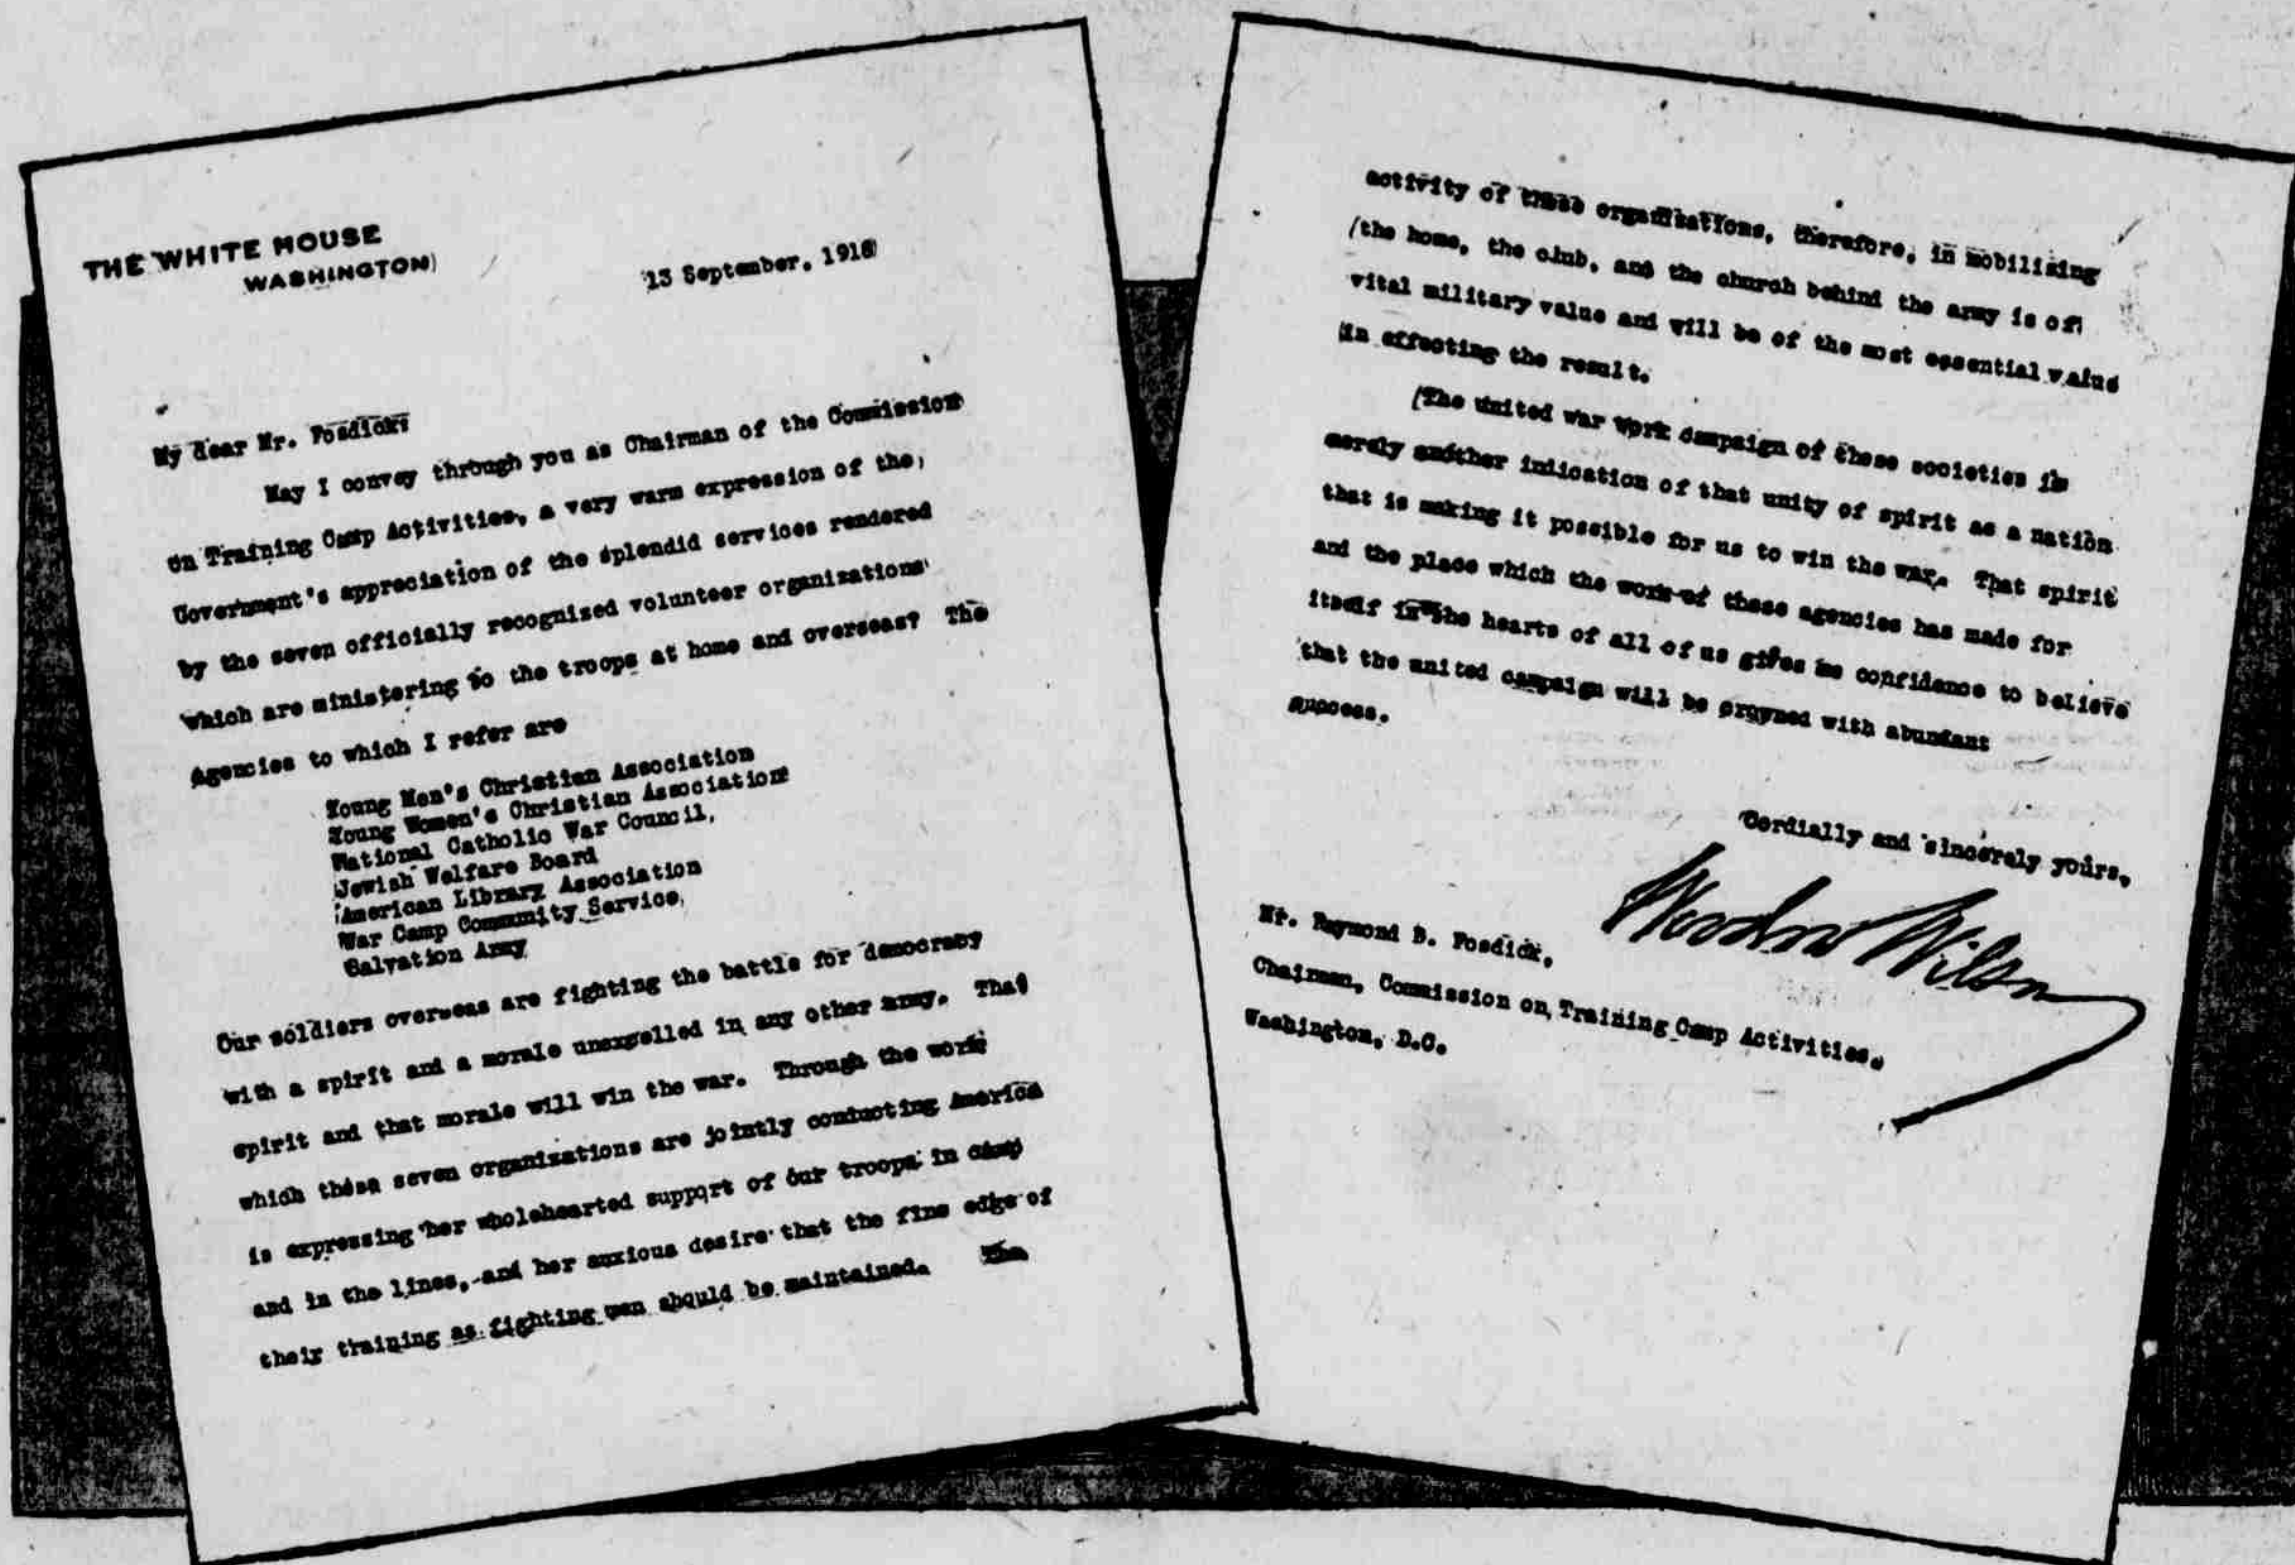 THE WHITE HOUSE
WASHINGTON
13 September, 1918
My dear Mr. Fosdick:
May I convey through you as Chairman of the Commission
on Training Camp Activities, a very warm expression of the
Government's appreciation of the splendid services rendered
by the seven officially recognized volunteer organizations
which are ministering to the troops at home and overseas? The
Agencies to which I refer are
Young Men's Christian Association
Young Women's Christian Association
National Catholic War Council,
Jewish Welfare Board
American Library Association
War Camp Community Service,
Salvation Army
Our soldiers overseas are fighting the battle for democracy
with a spirit and a morale unexcelled in any other army. That
spirit and that morale will win the war. Through the work
which these seven organizations are jointly conducting America
is expressing her wholehearted support of our troops in camp
and in the lines, and her anxious desire that the fine edge of
their training as fighting men should be maintained. The
activity of these organizations, therefore, in mobilizing
the home, the club, and the church behind the army is of
vital military value and will be of the most essential value
in affecting the result.
The united war work campaign of these societies is
merely another indication of that unity of spirit as a nation
that is making it possible for us to win the war. That spirit
and the place which the work of these agencies has made for
itself in the hearts of all of us gives me confidence to believe
that the united campaign will be crowned with abundant
success.
Cordially and sincerely yours,
Woodrow Wilson
Mr. Raymond B. Fosdick,
Chairman, Commission on Training Camp Activities,
Washington, D.C.